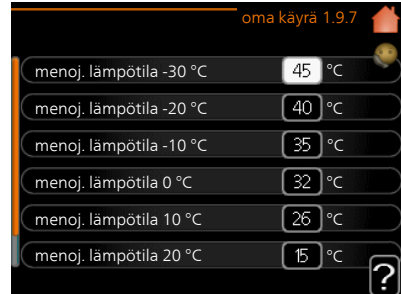 oma käyrä 1.9.7
menoj. lämpötila -30 °C 45 °C
menoj. lämpötila -20 °C 40 °C
menoj. lämpötila -10 °C 35 °C
menoj. lämpötila 0 °C 32 °C
menoj. lämpötila 10 °C 26 °C
menoj. lämpötila 20 °C 15 °C
?